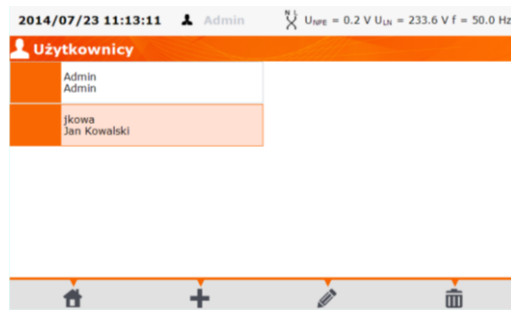 2014/07/23 11:13:11 Admin N L UNPE = 0.2 V ULN = 233.6 V f = 50.0 Hz
Użytkownicy
Admin
Admin
jkowa
Jan Kowalski